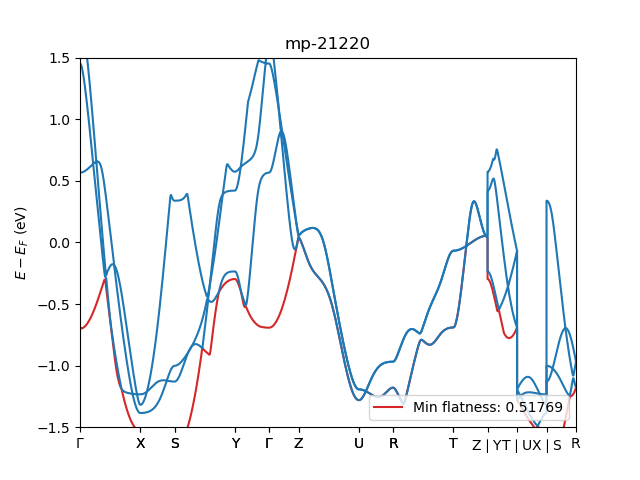 mp-21220
E − E_F (eV)
1.5
1.0
0.5
0.0
−0.5
−1.0
−1.5
Min flatness: 0.51769
Γ X S Y Γ Z U R T Z | YT | UX | S R